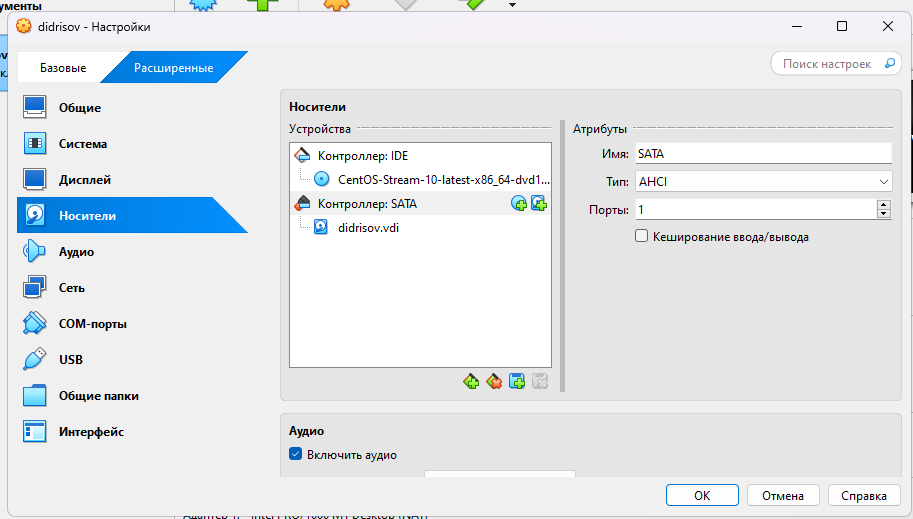 ументы
didrisov - Настройки
Базовые
Расширенные
Поиск настроек
Общие
Система
Дисплей
Носители
Аудио
Сеть
COM-порты
USB
Общие папки
Интерфейс
Носители
Устройства
Контроллер: IDE
CentOS-Stream-10-latest-x86_64-dvd1...
Контроллер: SATA
didrisov.vdi
Атрибуты
Имя: SATA
Тип: AHCI
Порты: 1
Кеширование ввода/вывода
Аудио
Включить аудио
OK
Отмена
Справка